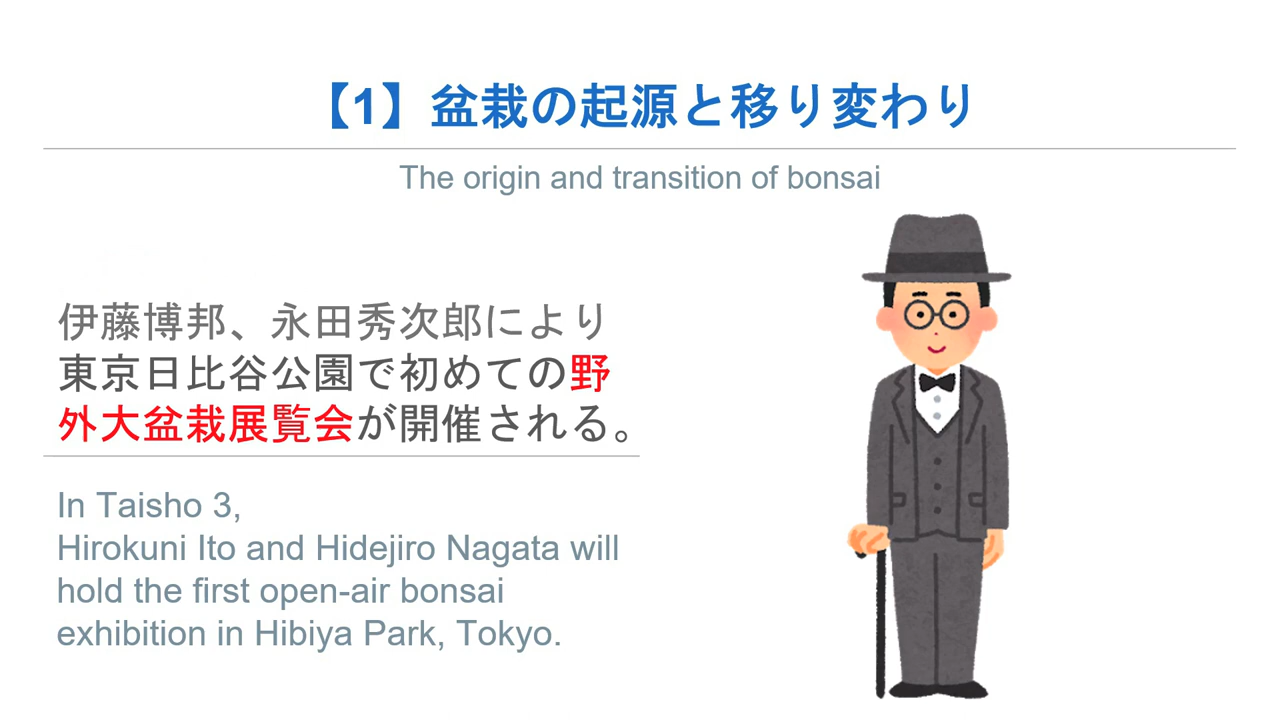 【1】盆栽の起源と移り変わり
The origin and transition of bonsai
伊藤博邦、永田秀次郎により
東京日比谷公園で初めての野
外大盆栽展覧会が開催される。
In Taisho 3,
Hirokuni Ito and Hidejiro Nagata will
hold the first open-air bonsai
exhibition in Hibiya Park, Tokyo.